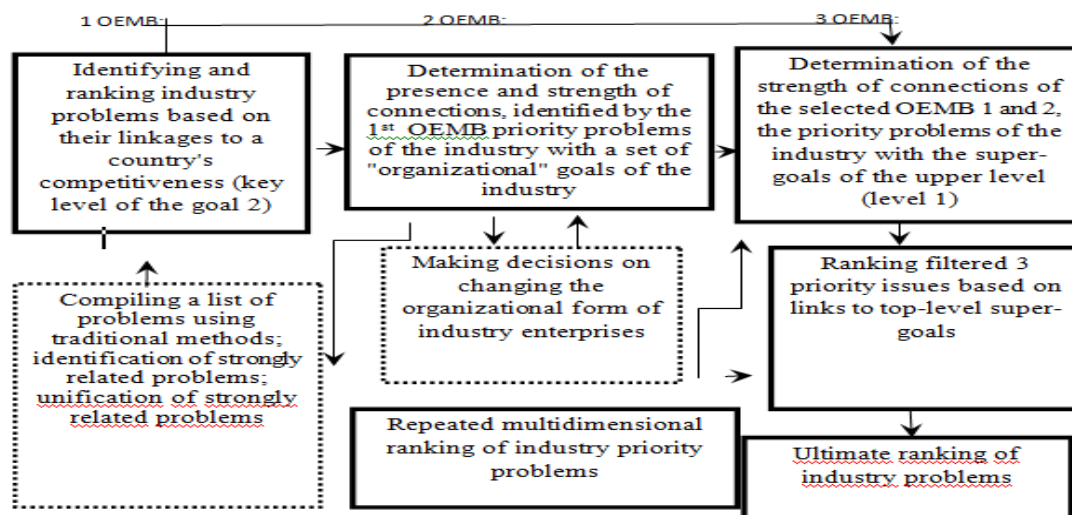 1 OEMB:
2 OEMB:
3 OEMB:
Identifying and
ranking industry
problems based on
their linkages to a
country's
competitiveness (key
level of the goal 2)
Determination of the
presence and strength of
connections, identified by the
1st OEMB priority problems
of the industry with a set of
"organizational" goals of the
industry
Determination of the
strength of connections
of the selected OEMB 1 and 2,
the priority problems of the
industry with the super-
goals of the upper level
(level 1)
Compiling a list of
problems using
traditional methods;
identification of strongly
related problems;
unification of strongly
related problems
Making decisions on
changing the
organizational form of
industry enterprises
Ranking filtered 3
priority issues based on
links to top-level super-
goals
Repeated multidimensional
ranking of industry priority
problems
Ultimate ranking of
industry problems